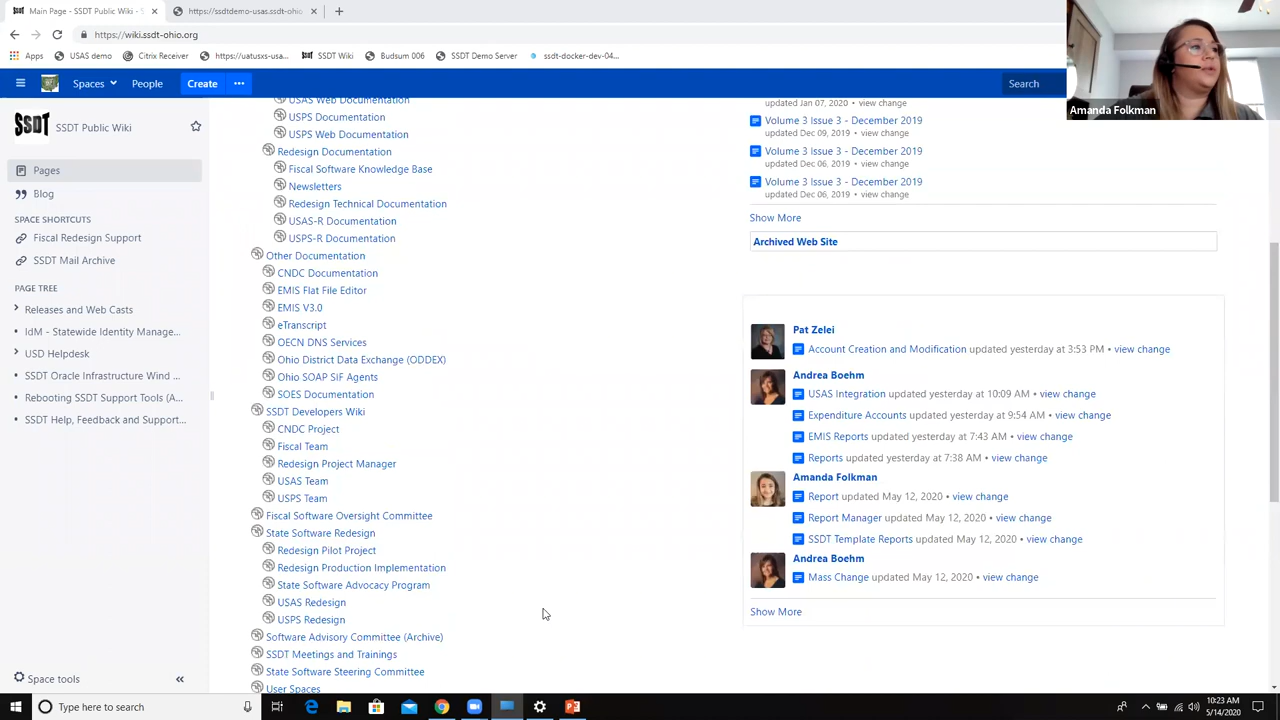 Main Page - SSDT Public Wiki - S
https://ssdtdemo-usas.ssdt-ohio
https://wiki.ssdt-ohio.org
Apps
USAS demo
Citrix Receiver
https://uatusxs-usa...
SSDT Wiki
Budsum 006
SSDT Demo Server
ssdt-docker-dev-04...
Spaces
People
Create
Search
Amanda Folkman
SSDT
SSDT Public Wiki
Pages
Blog
SPACE SHORTCUTS
Fiscal Redesign Support
SSDT Mail Archive
PAGE TREE
Releases and Web Casts
IdM - Statewide Identity Manage...
USD Helpdesk
SSDT Oracle Infrastructure Wind ...
Rebooting SSDT Support Tools (A...
SSDT Help, Feedback and Support...
Space tools
USAS Web Documentation
USPS Documentation
USPS Web Documentation
Redesign Documentation
Fiscal Software Knowledge Base
Newsletters
Redesign Technical Documentation
USAS-R Documentation
USPS-R Documentation
Other Documentation
CNDC Documentation
EMIS Flat File Editor
EMIS V3.0
eTranscript
OECN DNS Services
Ohio District Data Exchange (ODDEX)
Ohio SOAP SIF Agents
SOES Documentation
SSDT Developers Wiki
CNDC Project
Fiscal Team
Redesign Project Manager
USAS Team
USPS Team
Fiscal Software Oversight Committee
State Software Redesign
Redesign Pilot Project
Redesign Production Implementation
State Software Advocacy Program
USAS Redesign
USPS Redesign
Software Advisory Committee (Archive)
SSDT Meetings and Trainings
State Software Steering Committee
User Spaces
updated Jan 07, 2020 • view change
Volume 3 Issue 3 - December 2019
updated Dec 09, 2019 • view change
Volume 3 Issue 3 - December 2019
updated Dec 06, 2019 • view change
Volume 3 Issue 3 - December 2019
updated Dec 06, 2019 • view change
Show More
Archived Web Site
Pat Zelei
Account Creation and Modification updated yesterday at 3:53 PM • view change
Andrea Boehm
USAS Integration updated yesterday at 10:09 AM • view change
Expenditure Accounts updated yesterday at 9:54 AM • view change
EMIS Reports updated yesterday at 7:43 AM • view change
Reports updated yesterday at 7:38 AM • view change
Amanda Folkman
Report updated May 12, 2020 • view change
Report Manager updated May 12, 2020 • view change
SSDT Template Reports updated May 12, 2020 • view change
Andrea Boehm
Mass Change updated May 12, 2020 • view change
Show More
Type here to search
10:23 AM
5/14/2020